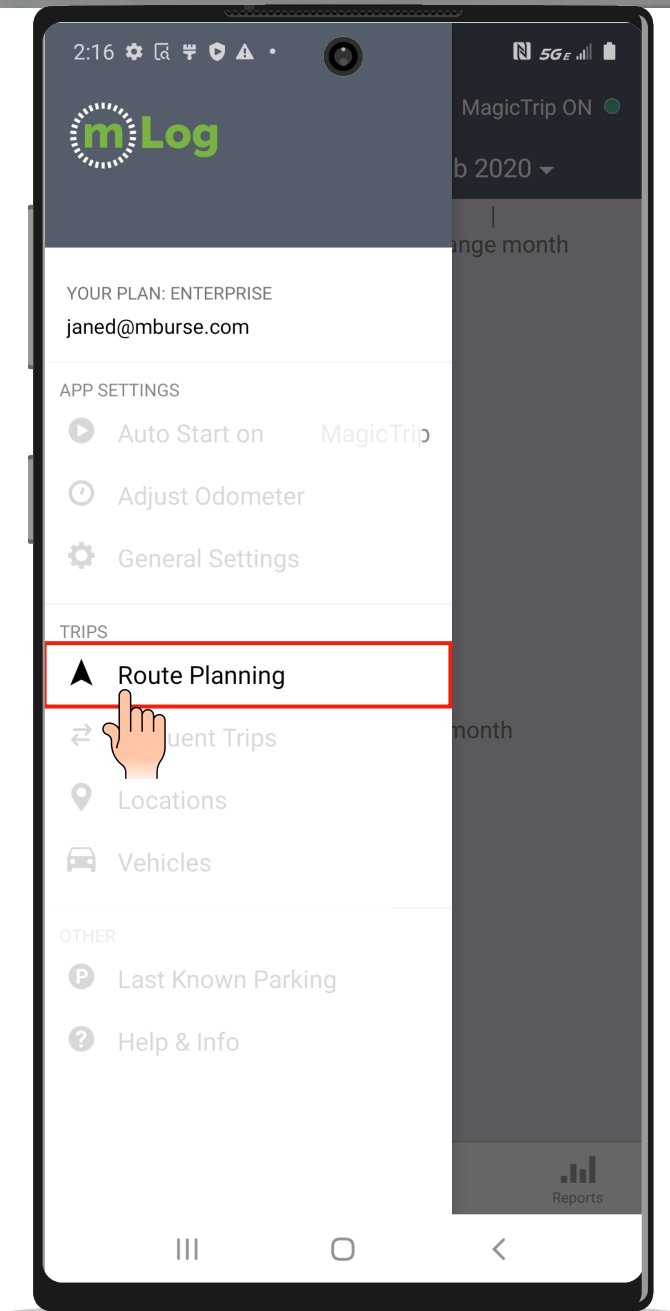 2:16
5GE
mLog
MagicTrip ON
b 2020
ange month
YOUR PLAN: ENTERPRISE
janed@mburse.com
APP SETTINGS
Auto Start on MagicTrip
Adjust Odometer
General Settings
TRIPS
Route Planning
uent Trips
month
Locations
Vehicles
OTHER
P Last Known Parking
? Help & Info
Reports